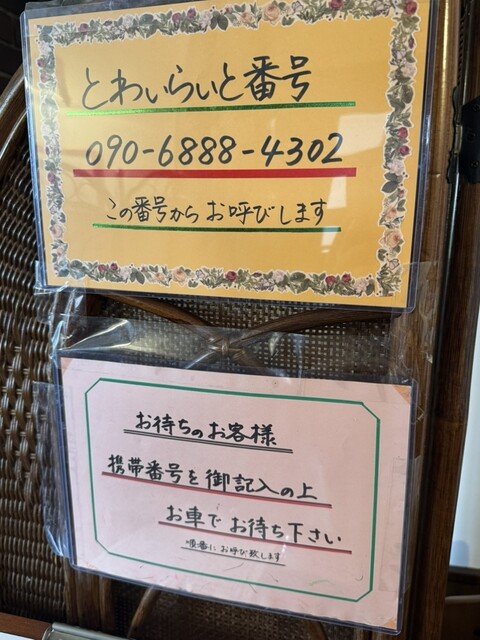 とわぃらぃと番号
090-6888-4302
この番号から お呼びします
お待ちのお客様
携帯番号を御記入の上
お車で お待ち下さい
順番に お呼び致します